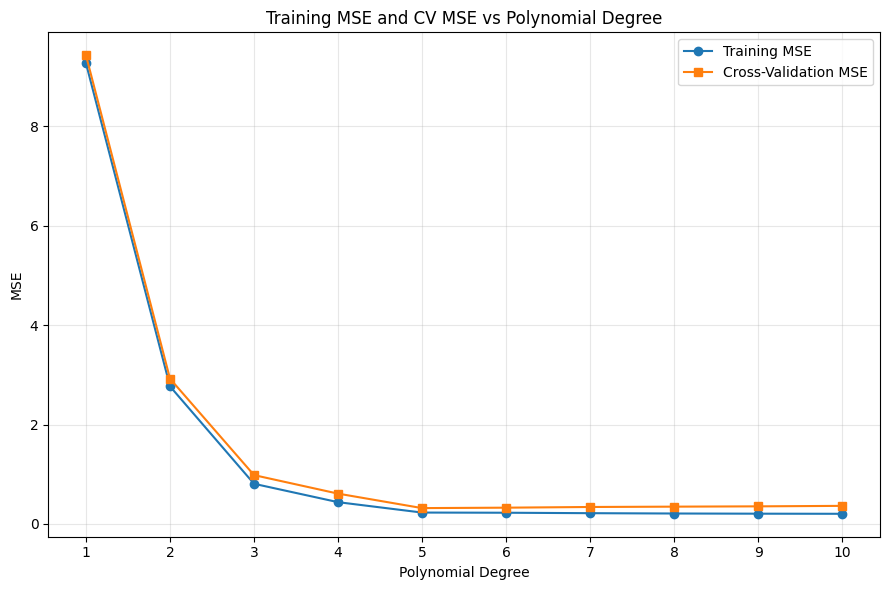 Training MSE and CV MSE vs Polynomial Degree
Training MSE
Cross-Validation MSE
MSE
8
6
4
2
0
1 2 3 4 5 6 7 8 9 10
Polynomial Degree